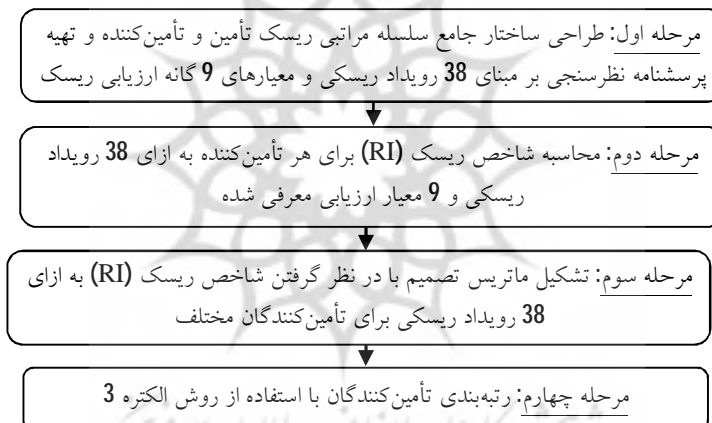 مرحله اول: طراحی ساختار جامع سلسله مراتبی ریسک تأمین و تأمین‌کننده و تهیه
پرسشنامه نظرسنجی بر مبنای 38 رویداد ریسکی و معیارهای 9 گانه ارزیابی ریسک
مرحله دوم: محاسبه شاخص ریسک (RI) برای هر تأمین‌کننده به ازای 38 رویداد
ریسکی و 9 معیار ارزیابی معرفی شده
مرحله سوم: تشکیل ماتریس تصمیم با در نظر گرفتن شاخص ریسک (RI) به ازای
38 رویداد ریسکی برای تأمین‌کنندگان مختلف
مرحله چهارم: رتبه‌بندی تأمین‌کنندگان با استفاده از روش الکتره 3